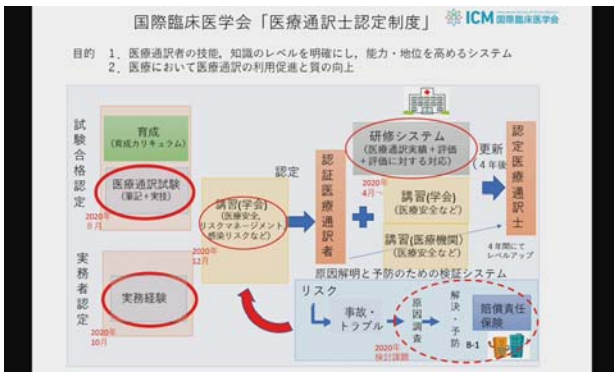 国際臨床医学会「医療通訳士認定制度」
ICM 国際臨床医学会
目的 1．医療通訳者の技能，知識のレベルを明確にし，能力・地位を高めるシステム
2．医療において医療通訳の利用促進と質の向上
試験合格認定
育成
(育成カリキュラム)
医療通訳試験
(筆記＋実技)
2020年
8月
実務者認定
実務経験
2020年
10月
講習(学会)
(医療安全,
リスクマネージメント,
感染リスクなど)
2020年
12月
認定
認証医療通訳者
研修システム
(医療通訳実績＋評価
＋評価に対する対応)
2020年
4月～
講習(学会)
(医療安全など)
講習(医療機関)
(医療安全など)
更新
(4年後)
認定医療通訳士
4年間にて
レベルアップ
原因解明と予防のための検証システム
リスク
事故・
トラブル
原因調査
2020年
検討課題
解決・予防
B-1
賠償責任
保険